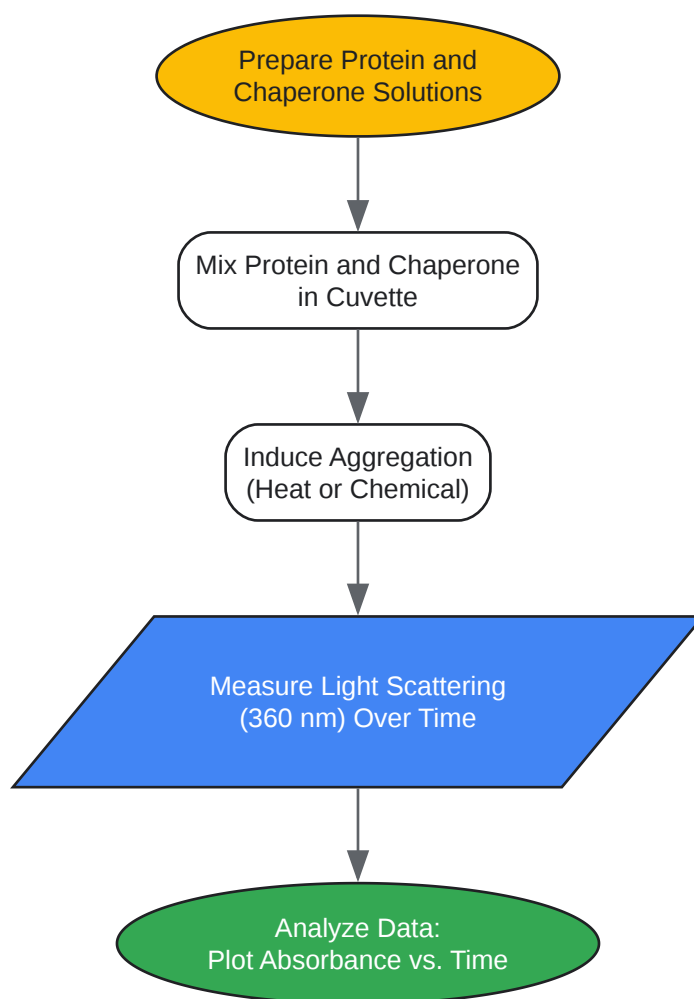 Prepare Protein and
Chaperone Solutions
Mix Protein and Chaperone
in Cuvette
Induce Aggregation
(Heat or Chemical)
Measure Light Scattering
(360 nm) Over Time
Analyze Data:
Plot Absorbance vs. Time